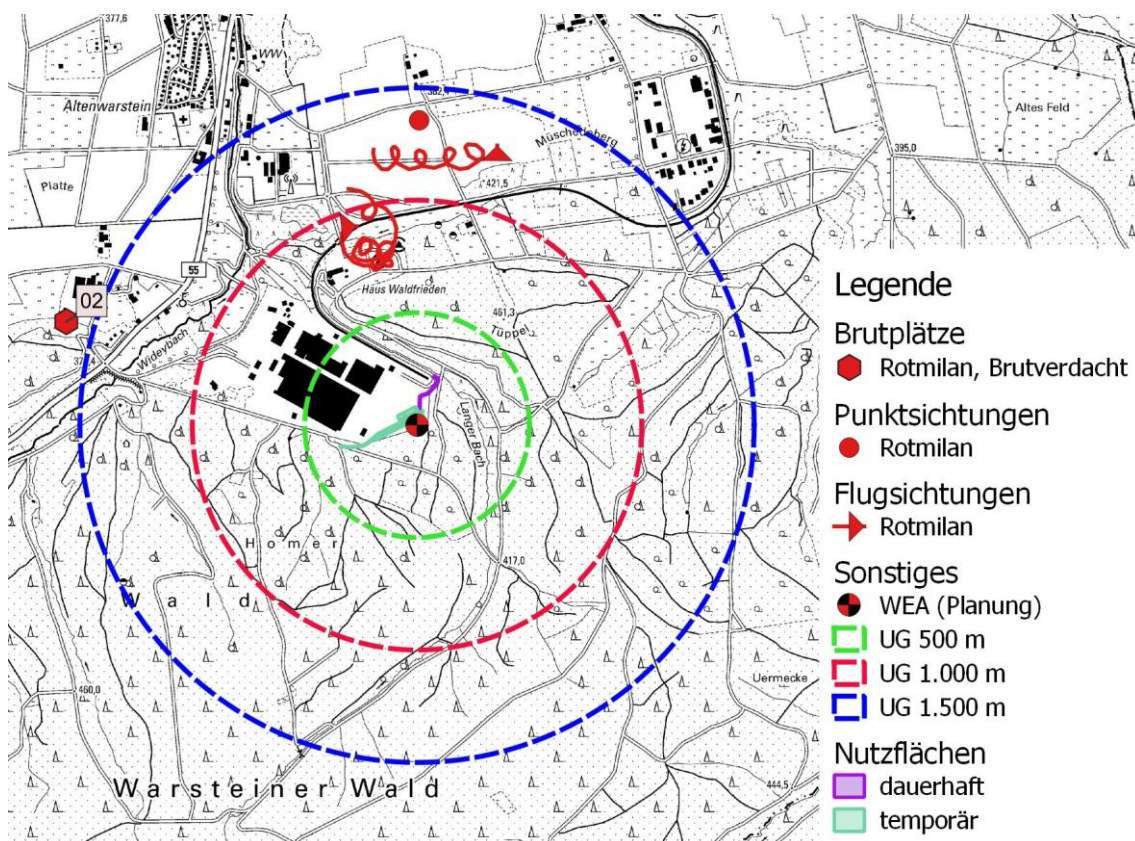 377,6
WW
Altenwarstein
382,4
Müschedeberg
Altes Feld
395,0
Platte
421,5
55
02
Haus Waldfrieden
Wideybach
461,3
Tüppel
Langer Bach
Homer
417,0
Wald
460,0
Uermecke
Warsteiner Wald
444,5
Legende
Brutplätze
Rotmilan, Brutverdacht
Punktsichtungen
Rotmilan
Flugsichtungen
Rotmilan
Sonstiges
WEA (Planung)
UG 500 m
UG 1.000 m
UG 1.500 m
Nutzflächen
dauerhaft
temporär